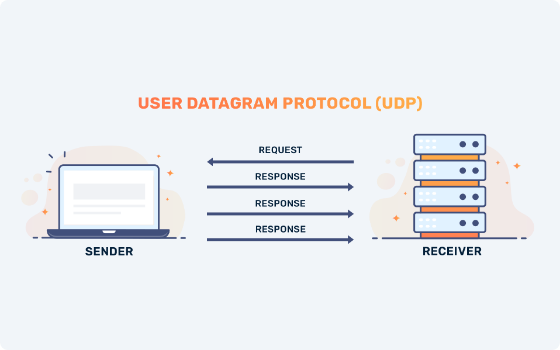 USER DATAGRAM PROTOCOL (UDP)
REQUEST
RESPONSE
RESPONSE
RESPONSE
SENDER
RECEIVER